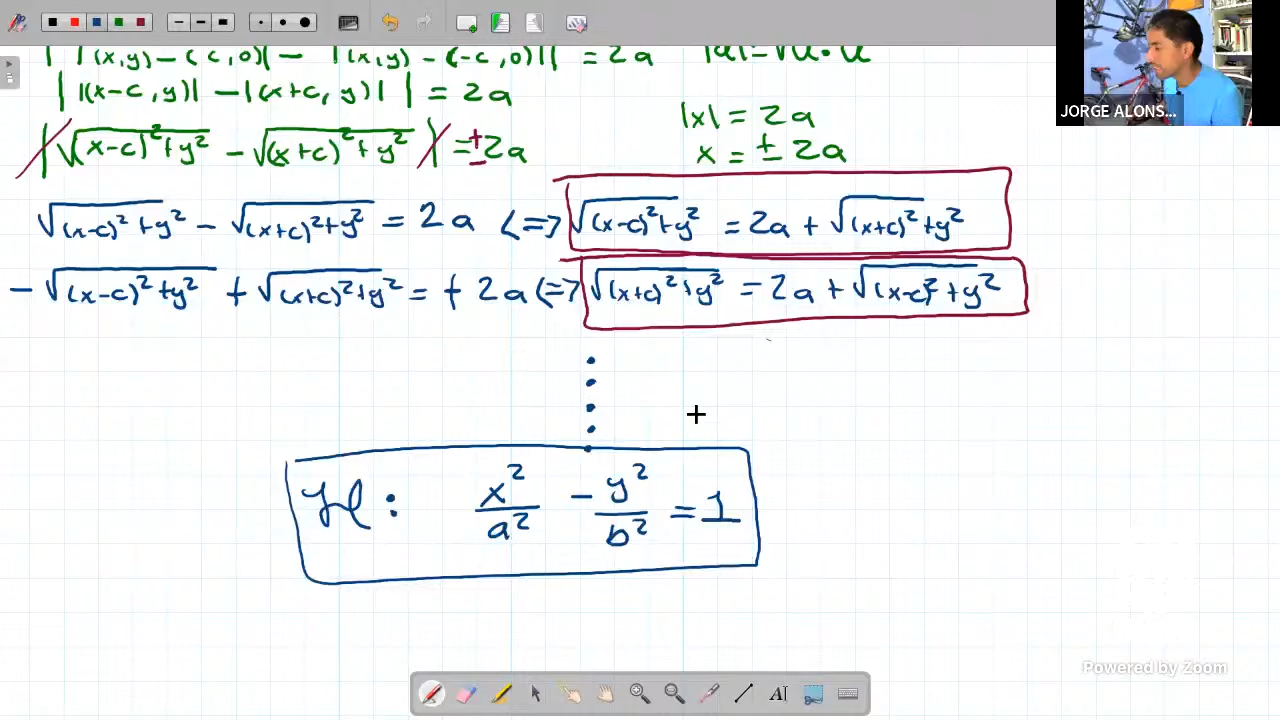 | |(x,y) - (c,0)| - |(x,y) - (-c,0)| | = 2a |u| = √u • u
| |(x-c, y)| - |(x+c, y)| | = 2a
|x| = 2a
|√(x-c)²+y² - √(x+c)²+y²| = ± 2a
x = ± 2a
√(x-c)²+y² - √(x+c)²+y² = 2a <=> √(x-c)²+y² = 2a + √(x+c)²+y²
- √(x-c)²+y² + √(x+c)²+y² = + 2a <=> √(x+c)²+y² = 2a + √(x-c)²+y²
H: x²/a² - y²/b² = 1
JORGE ALONS...
Powered by Zoom
AI